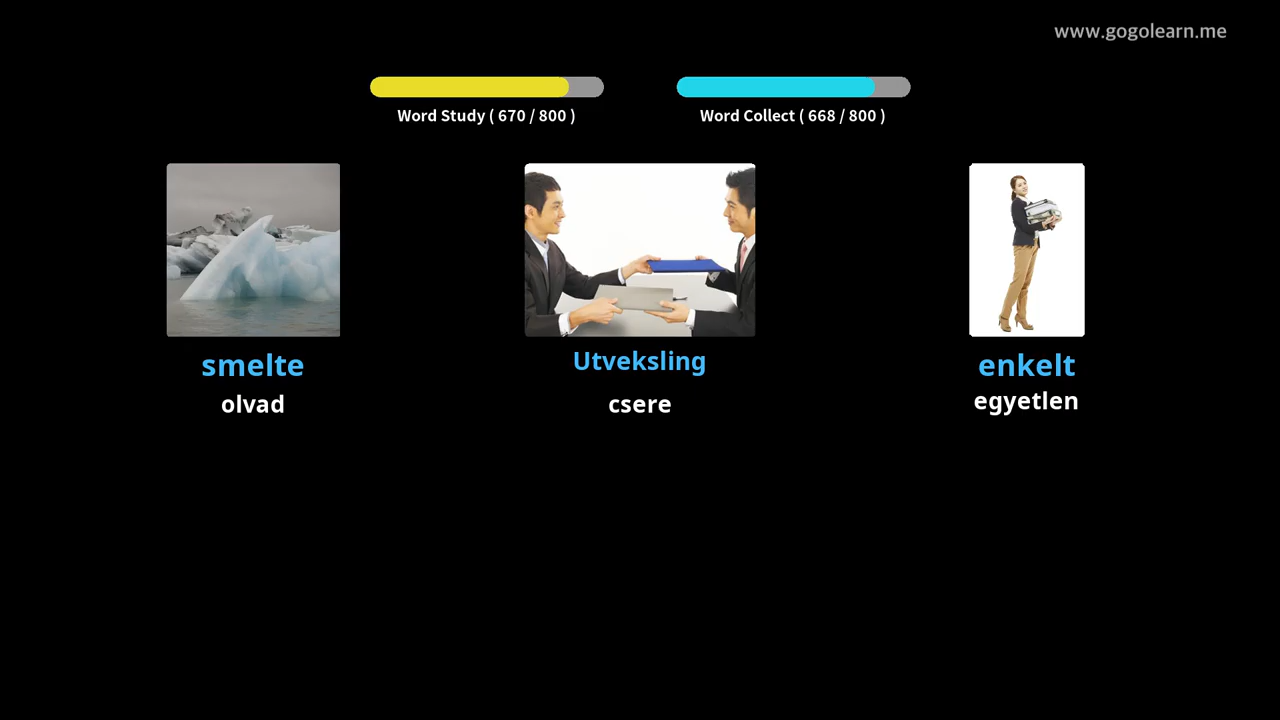 www.gogolearn.me
Word Study ( 670 / 800 )
Word Collect ( 668 / 800 )
smelte
olvad
Utveksling
csere
enkelt
egyetlen